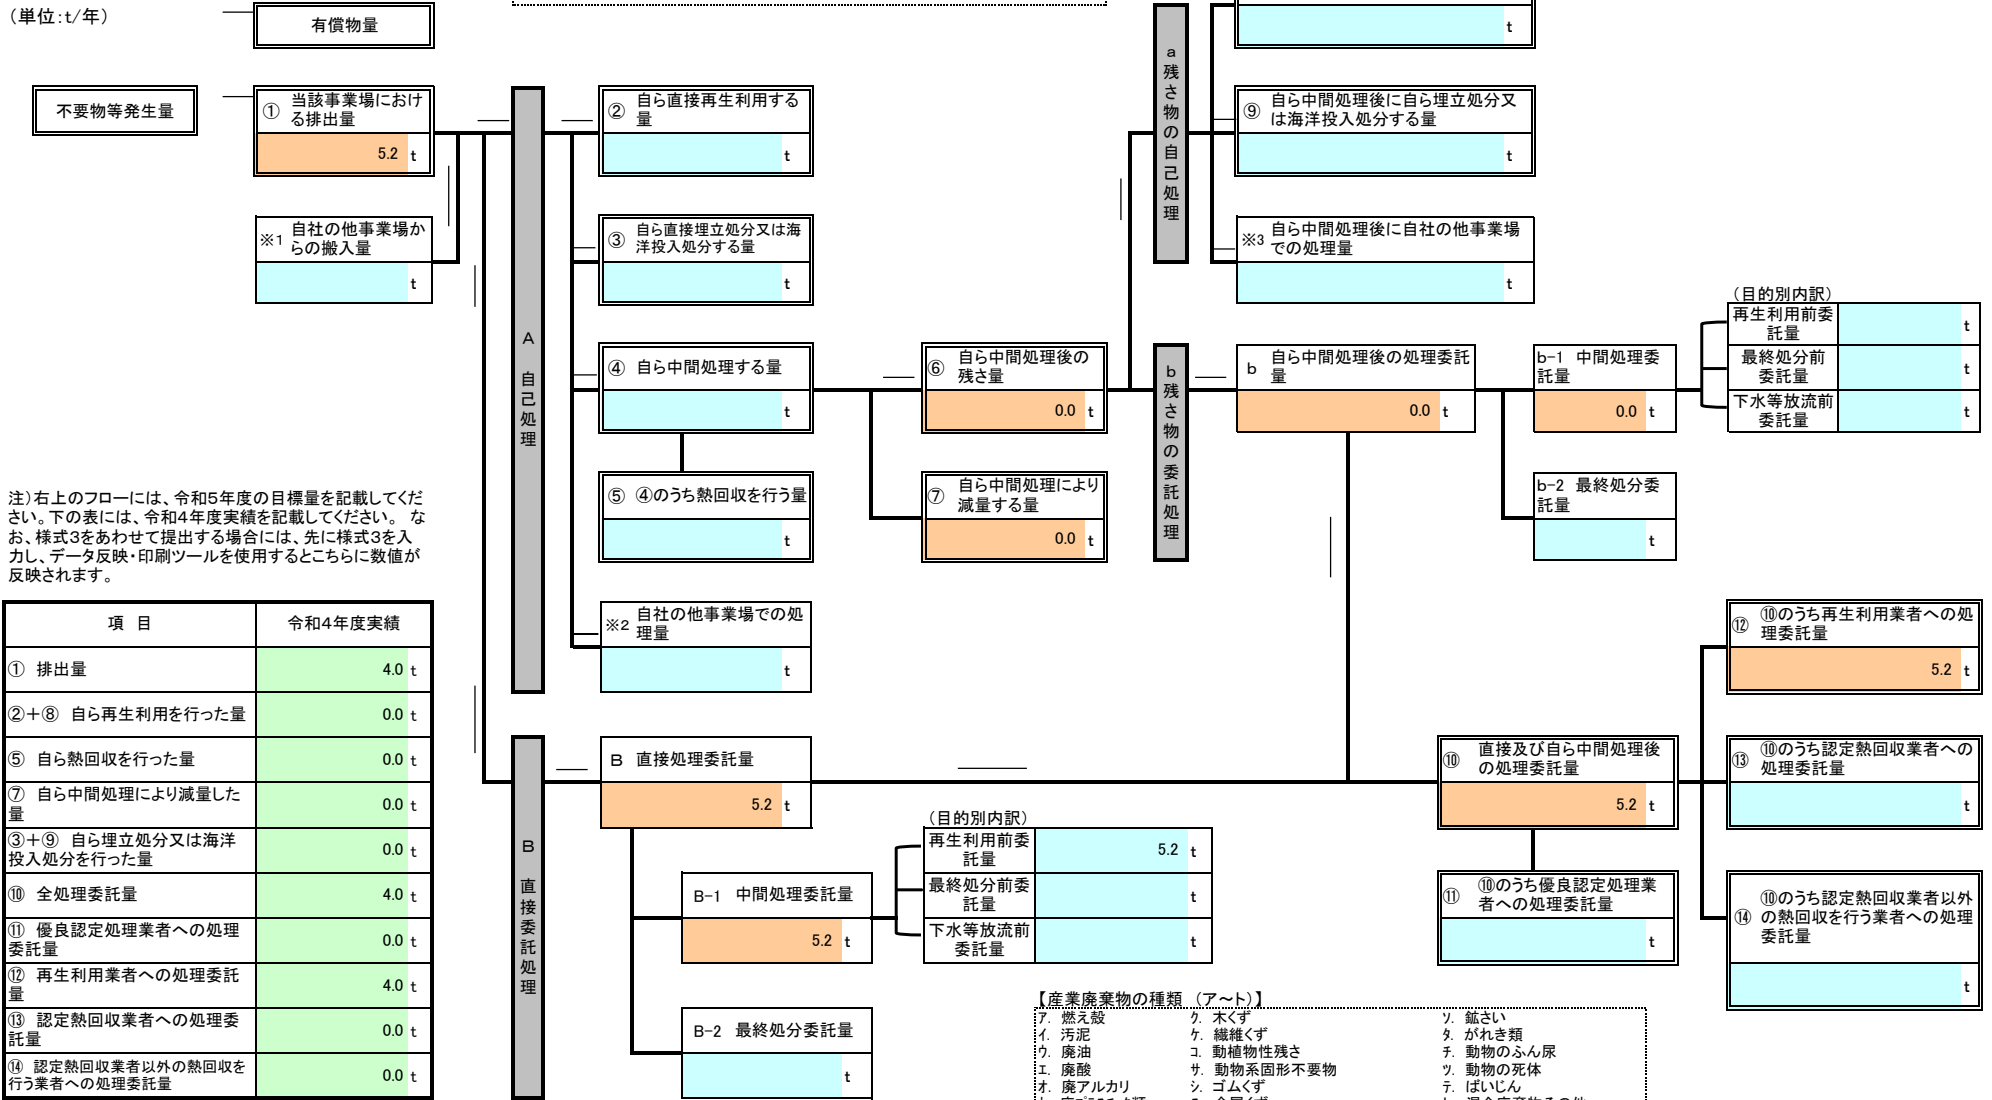 （単位:t/年）
有償物量
t
不要物等発生量
① 当該事業場におけ
る排出量
5.2 t
※1 自社の他事業場か
らの搬入量
t
A 自己処理
② 自ら直接再生利用する
量
t
③ 自ら直接埋立処分又は海
洋投入処分する量
t
④ 自ら中間処理する量
t
⑤ ④のうち熱回収を行う量
t
※2 自社の他事業場での処
理量
t
⑥ 自ら中間処理後の
残さ量
0.0 t
⑦ 自ら中間処理により
減量する量
0.0 t
a 残さ物の自己処理
⑨ 自ら中間処理後に自ら埋立処分又
は海洋投入処分する量
t
※3 自ら中間処理後に自社の他事業場
での処理量
t
b 残さ物の委託処理
b 自ら中間処理後の処理委託
量
0.0 t
b-1 中間処理委
託量
0.0 t
（目的別内訳）
再生利用前委
託量
t
最終処分前
委託量
t
下水等放流前
委託量
t
b-2 最終処分委
託量
t
注）右上のフローには、令和5年度の目標量を記載してくだ
さい。下の表には、令和4年度実績を記載してください。 な
お、様式3をあわせて提出する場合には、先に様式3を入
力し、データ反映・印刷ツールを使用するとこちらに数値が
反映されます。
項 目 令和4年度実績
① 排出量 4.0 t
②＋⑧ 自ら再生利用を行った量 0.0 t
⑤ 自ら熱回収を行った量 0.0 t
⑦ 自ら中間処理により減量した
量 0.0 t
③＋⑨ 自ら埋立処分又は海洋
投入処分を行った量 0.0 t
⑩ 全処理委託量 4.0 t
⑪ 優良認定処理業者への処理
委託量 0.0 t
⑫ 再生利用業者への処理委託
量 4.0 t
⑬ 認定熱回収業者への処理委
託量 0.0 t
⑭ 認定熱回収業者以外の熱回収を
行う業者への処理委託量 0.0 t
B 直接委託処理
B 直接処理委託量
5.2 t
B-1 中間処理委託量
5.2 t
（目的別内訳）
再生利用前委
託量
5.2 t
最終処分前委
託量
t
下水等放流前
委託量
t
B-2 最終処分委託量
t
⑩ 直接及び自ら中間処理後
の処理委託量
5.2 t
⑪ ⑩のうち優良認定処理業
者への処理委託量
t
⑫ ⑩のうち再生利用業者への処
理委託量
5.2 t
⑬ ⑩のうち認定熱回収業者への
処理委託量
t
⑭ ⑩のうち認定熱回収業者以外
の熱回収を行う業者への処理
委託量
t
【産業廃棄物の種類 （ア～ト）】
ア. 燃え殻 ク. 木くず ソ. 鉱さい
イ. 汚泥 ケ. 繊維くず タ. がれき類
ウ. 廃油 コ. 動植物性残さ チ. 動物のふん尿
エ. 廃酸 サ. 動物系固形不要物 ツ. 動物の死体
オ. 廃アルカリ シ. ゴムくず テ. ばいじん